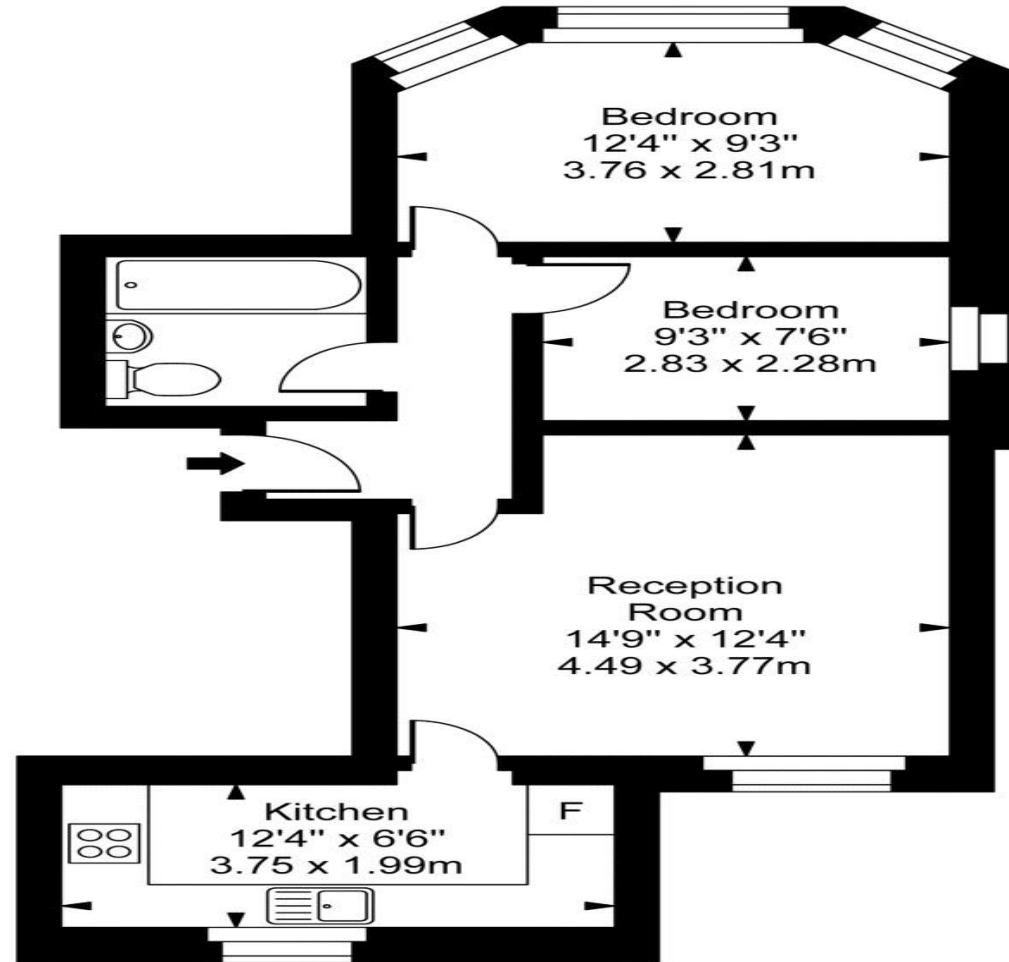 Bedroom
12'4" x 9'3"
3.76 x 2.81m
Bedroom
9'3" x 7'6"
2.83 x 2.28m
Reception
Room
14'9" x 12'4"
4.49 x 3.77m
Kitchen
12'4" x 6'6"
3.75 x 1.99m
F